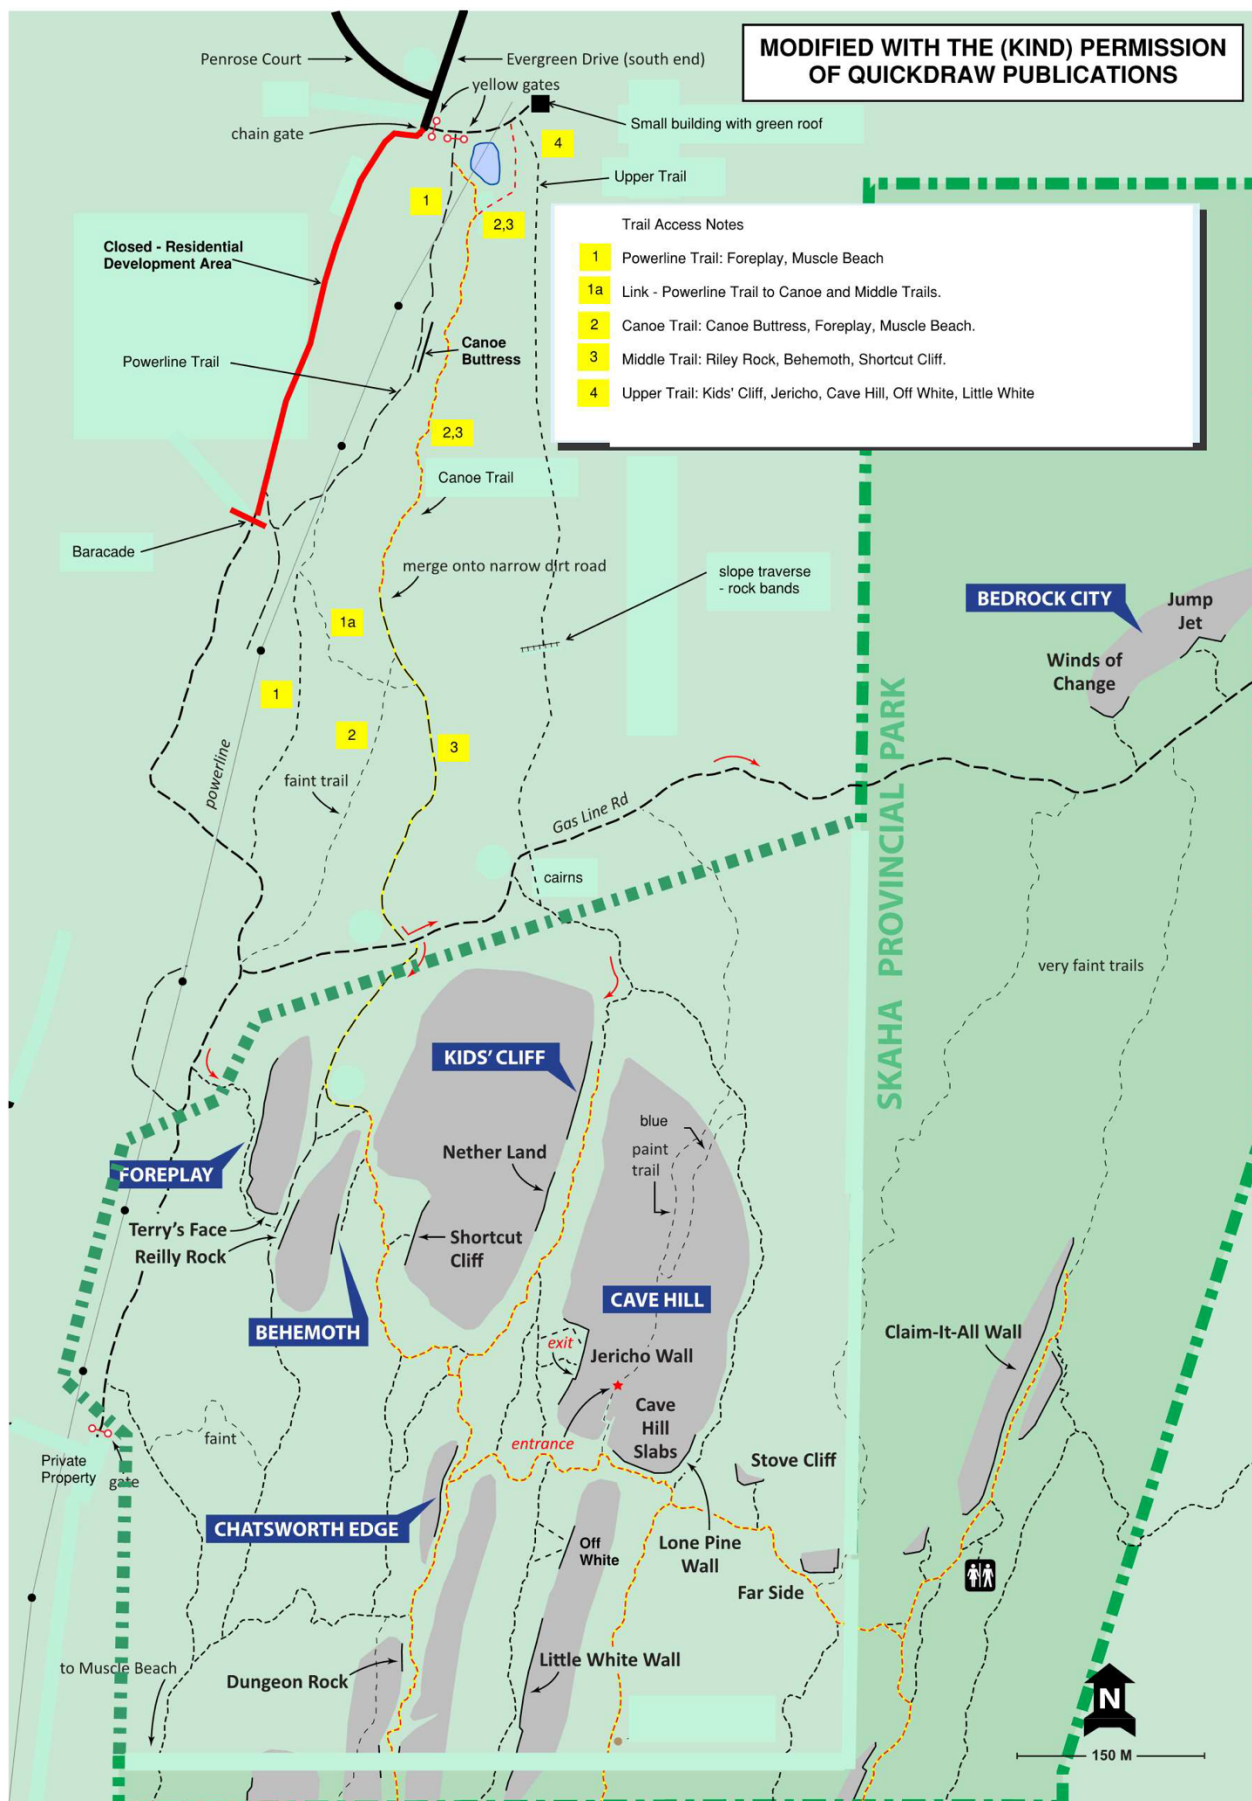 MODIFIED WITH THE (KIND) PERMISSION
OF QUICKDRAW PUBLICATIONS
Penrose Court
Evergreen Drive (south end)
yellow gates
chain gate
Small building with green roof
4
Upper Trail
1
2,3
Trail Access Notes
1 Powerline Trail: Foreplay, Muscle Beach
1a Link - Powerline Trail to Canoe and Middle Trails.
2 Canoe Trail: Canoe Buttress, Foreplay, Muscle Beach.
3 Middle Trail: Riley Rock, Behemoth, Shortcut Cliff.
4 Upper Trail: Kids' Cliff, Jericho, Cave Hill, Off White, Little White
Closed - Residential
Development Area
Canoe
Buttress
Powerline Trail
2,3
Canoe Trail
Baracade
merge onto narrow dirt road
slope traverse
- rock bands
BEDROCK CITY
Jump
Jet
Winds of
Change
1a
1
2
3
powerline
faint trail
Gas Line Rd
SKAHA PROVINCIAL PARK
cairns
very faint trails
KIDS' CLIFF
blue
paint
trail
Nether Land
FOREPLAY
Terry's Face
Reilly Rock
Shortcut
Cliff
CAVE HILL
BEHEMOTH
Claim-It-All Wall
exit
Jericho Wall
Cave
Hill
Slabs
entrance
faint
Private
Property
gate
Stove Cliff
CHATSWORTH EDGE
Off
White
Lone Pine
Wall
Far Side
to Muscle Beach
Dungeon Rock
Little White Wall
N
150 M